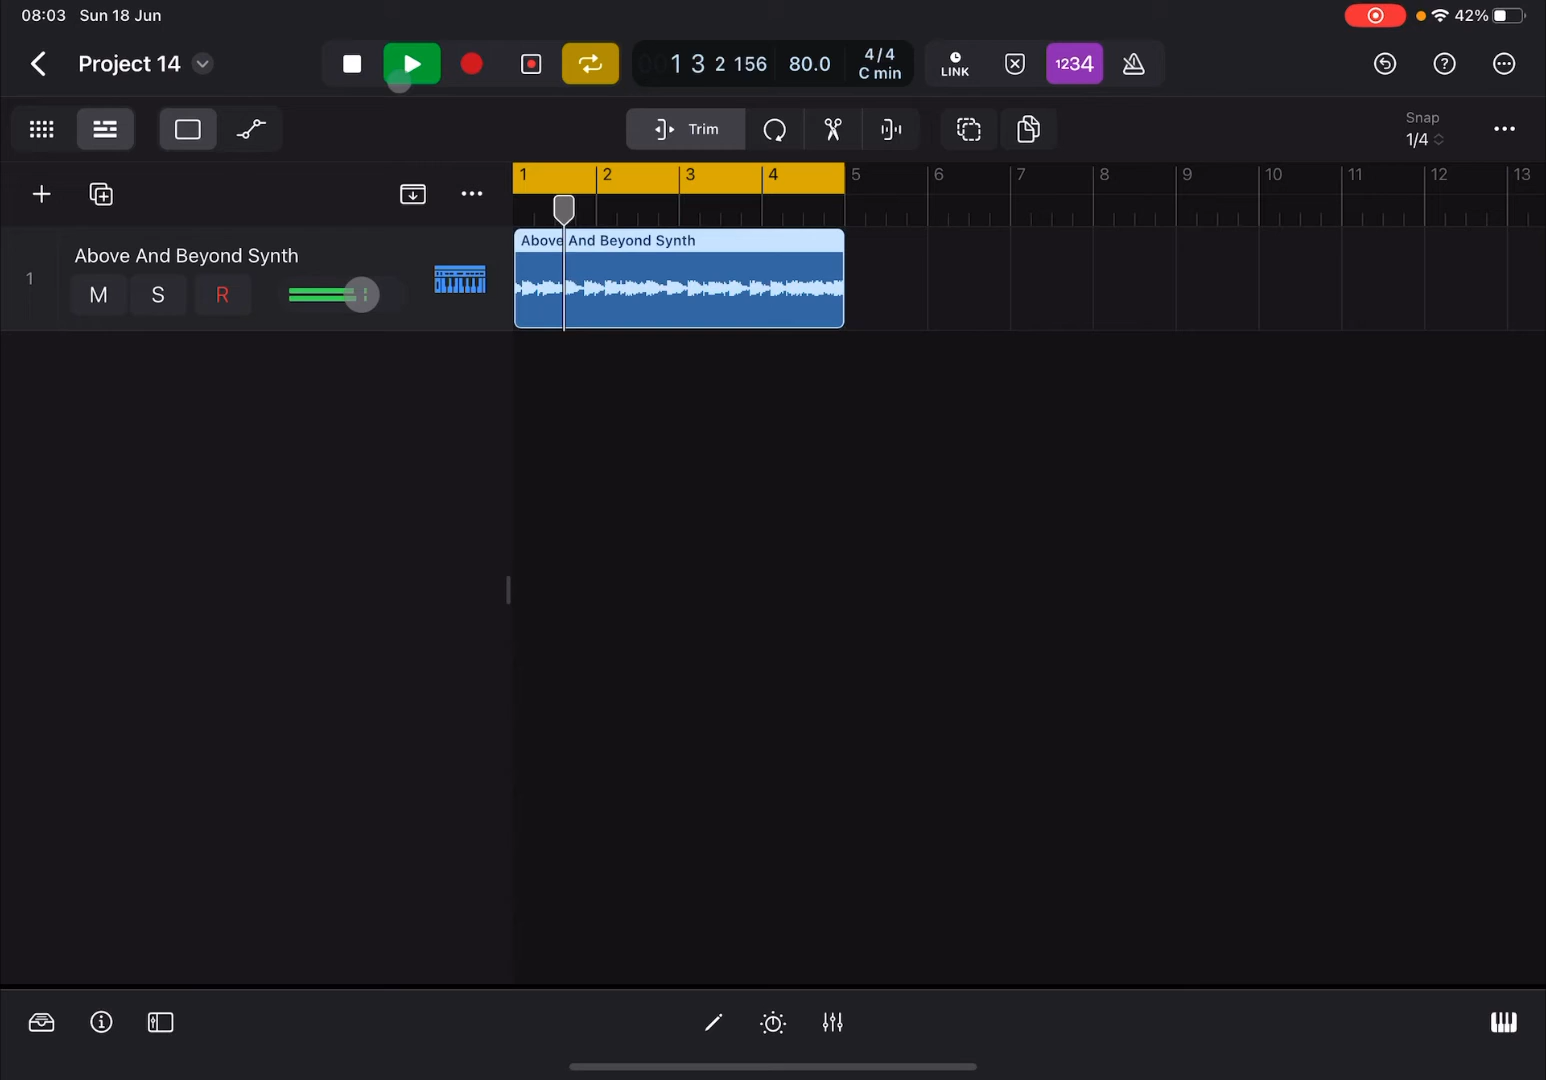 08:03 Sun 18 Jun
42%
Project 14
1 3 2 156 80.0 4/4
C min
LINK
1234
Trim
Snap
1/4
1 2 3 4 5 6 7 8 9 10 11 12 13
1
Above And Beyond Synth
M S R
Above And Beyond Synth